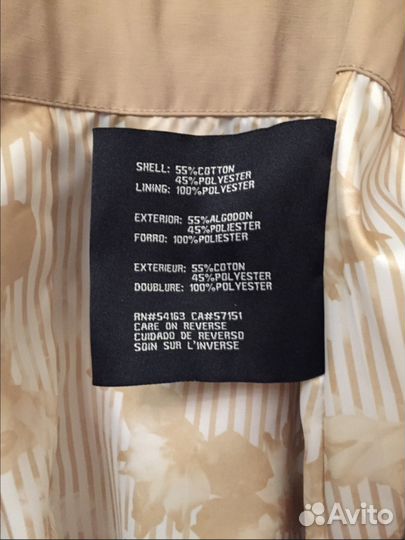 SHELL: 55%COTTON
45%POLYESTER
LINING: 100%POLYESTER
EXTERIOR: 55%ALGODON
45%POLIESTER
FORRO: 100%POLIESTER
EXTERIEUR: 55%COTON
45%POLYESTER
DOUBLURE: 100%POLYESTER
RN#54163 CA#57151
CARE ON REVERSE
CUIDADO DE REVERSO
SOIN SUR L'INVERSE
Avito